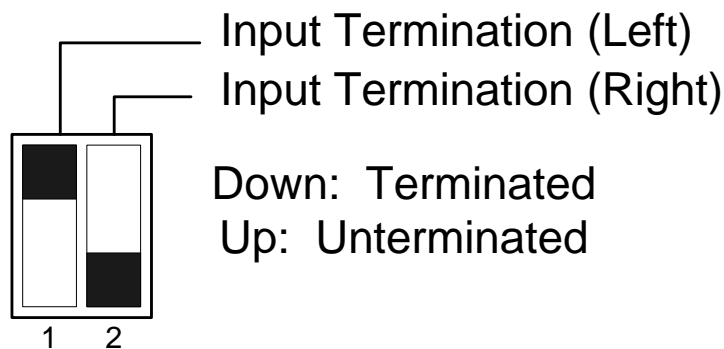 Input Termination (Left)
Input Termination (Right)
Down: Terminated
Up: Unterminated
1 2